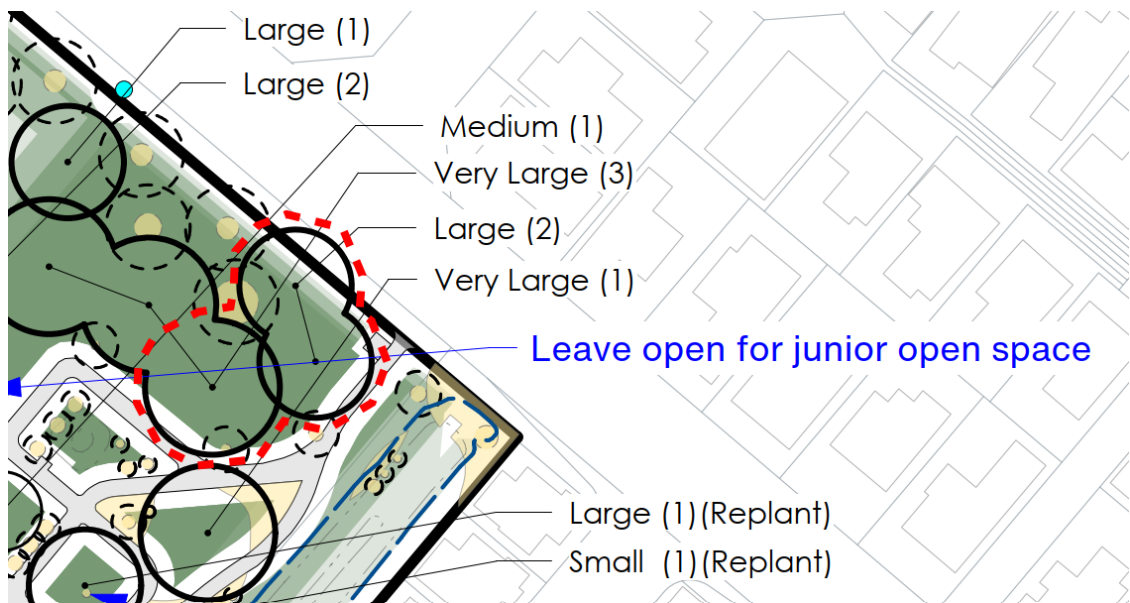 Large (1)
Large (2)
Medium (1)
Very Large (3)
Large (2)
Very Large (1)
Leave open for junior open space
Large (1)(Replant)
Small (1)(Replant)